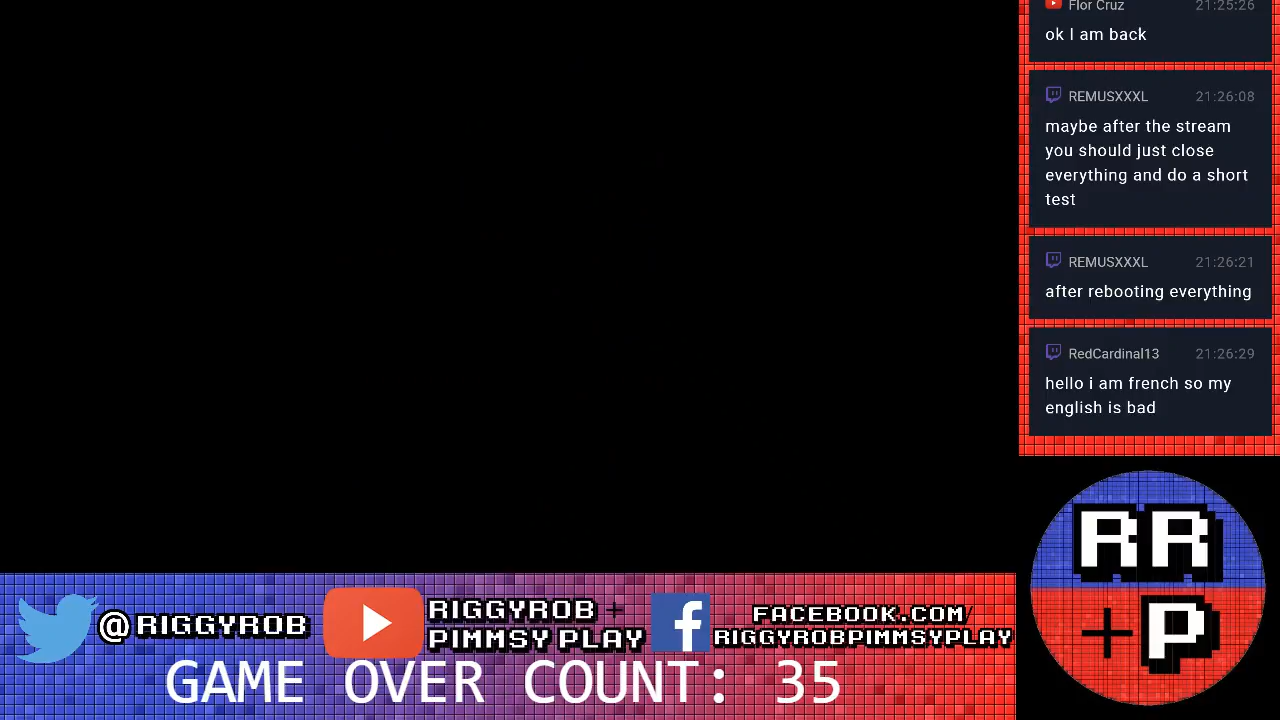 Flor Cruz 21:25:26
ok I am back
REMUSXXXL 21:26:08
maybe after the stream
you should just close
everything and do a short
test
REMUSXXXL 21:26:21
after rebooting everything
RedCardinal13 21:26:29
hello i am french so my
english is bad
RR
+P
@RIGGYROB
RIGGYROB +
PIMMSY PLAY
FACEBOOK.COM/
RIGGYROBPIMMSYPLAY
GAME OVER COUNT: 35